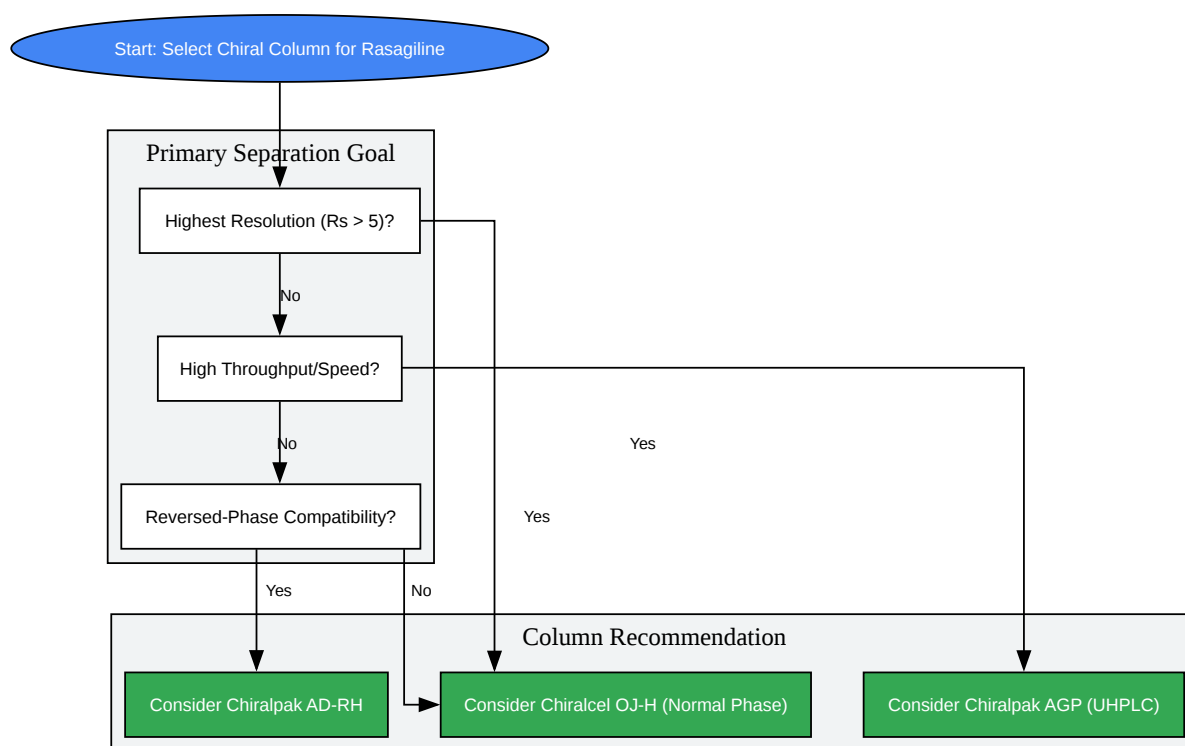 Start: Select Chiral Column for Rasagiline
Primary Separation Goal
Highest Resolution (Rs > 5)?
No
High Throughput/Speed?
No
Yes
Reversed-Phase Compatibility?
Yes
Yes
No
Column Recommendation
Consider Chiralpak AD-RH
Consider Chiralcel OJ-H (Normal Phase)
Consider Chiralpak AGP (UHPLC)